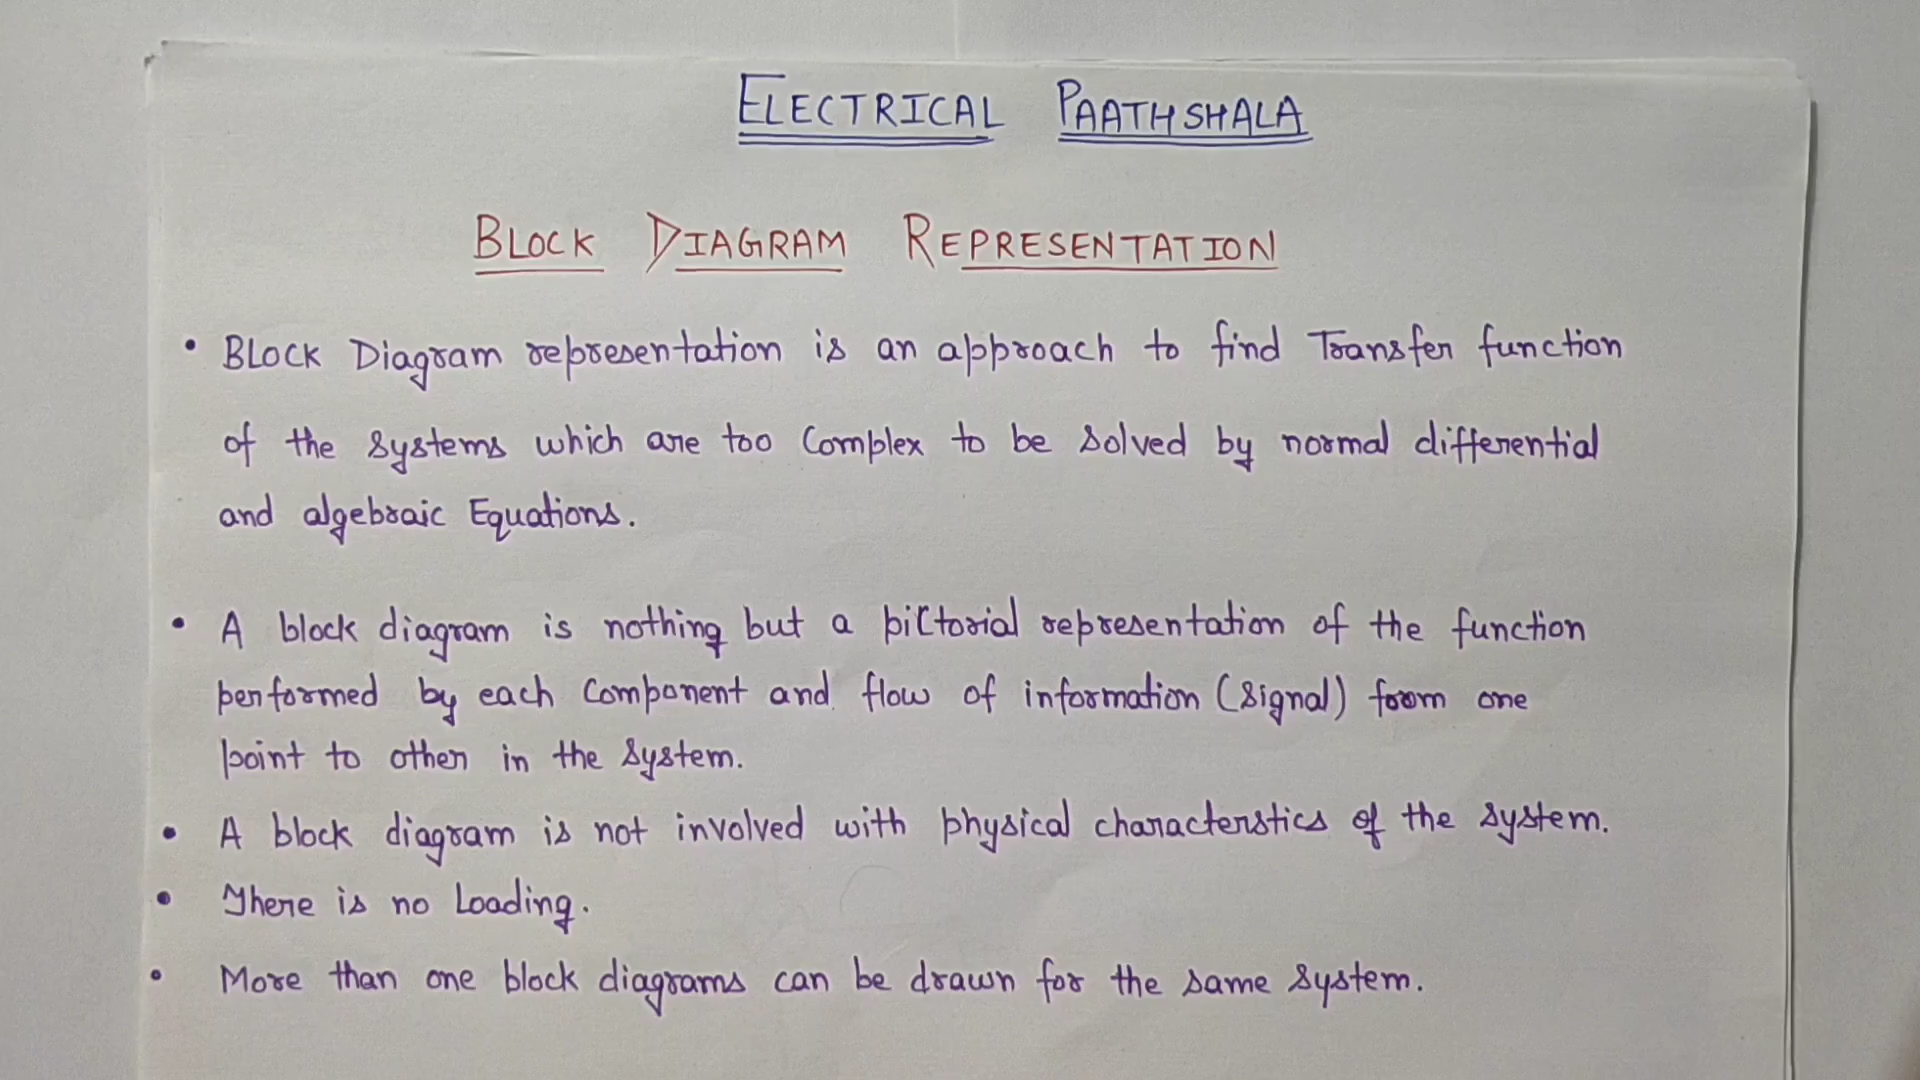 ELECTRICAL PAATHSHALA
BLOCK DIAGRAM REPRESENTATION
• BLOCK Diagram representation is an approach to find Transfer function
of the systems which are too Complex to be solved by normal differential
and algebraic Equations.
• A block diagram is nothing but a pictorial representation of the function
performed by each Component and flow of information (signal) from one
point to other in the system.
• A block diagram is not involved with physical characterstics of the system.
• There is no Loading.
• More than one block diagrams can be drawn for the same system.